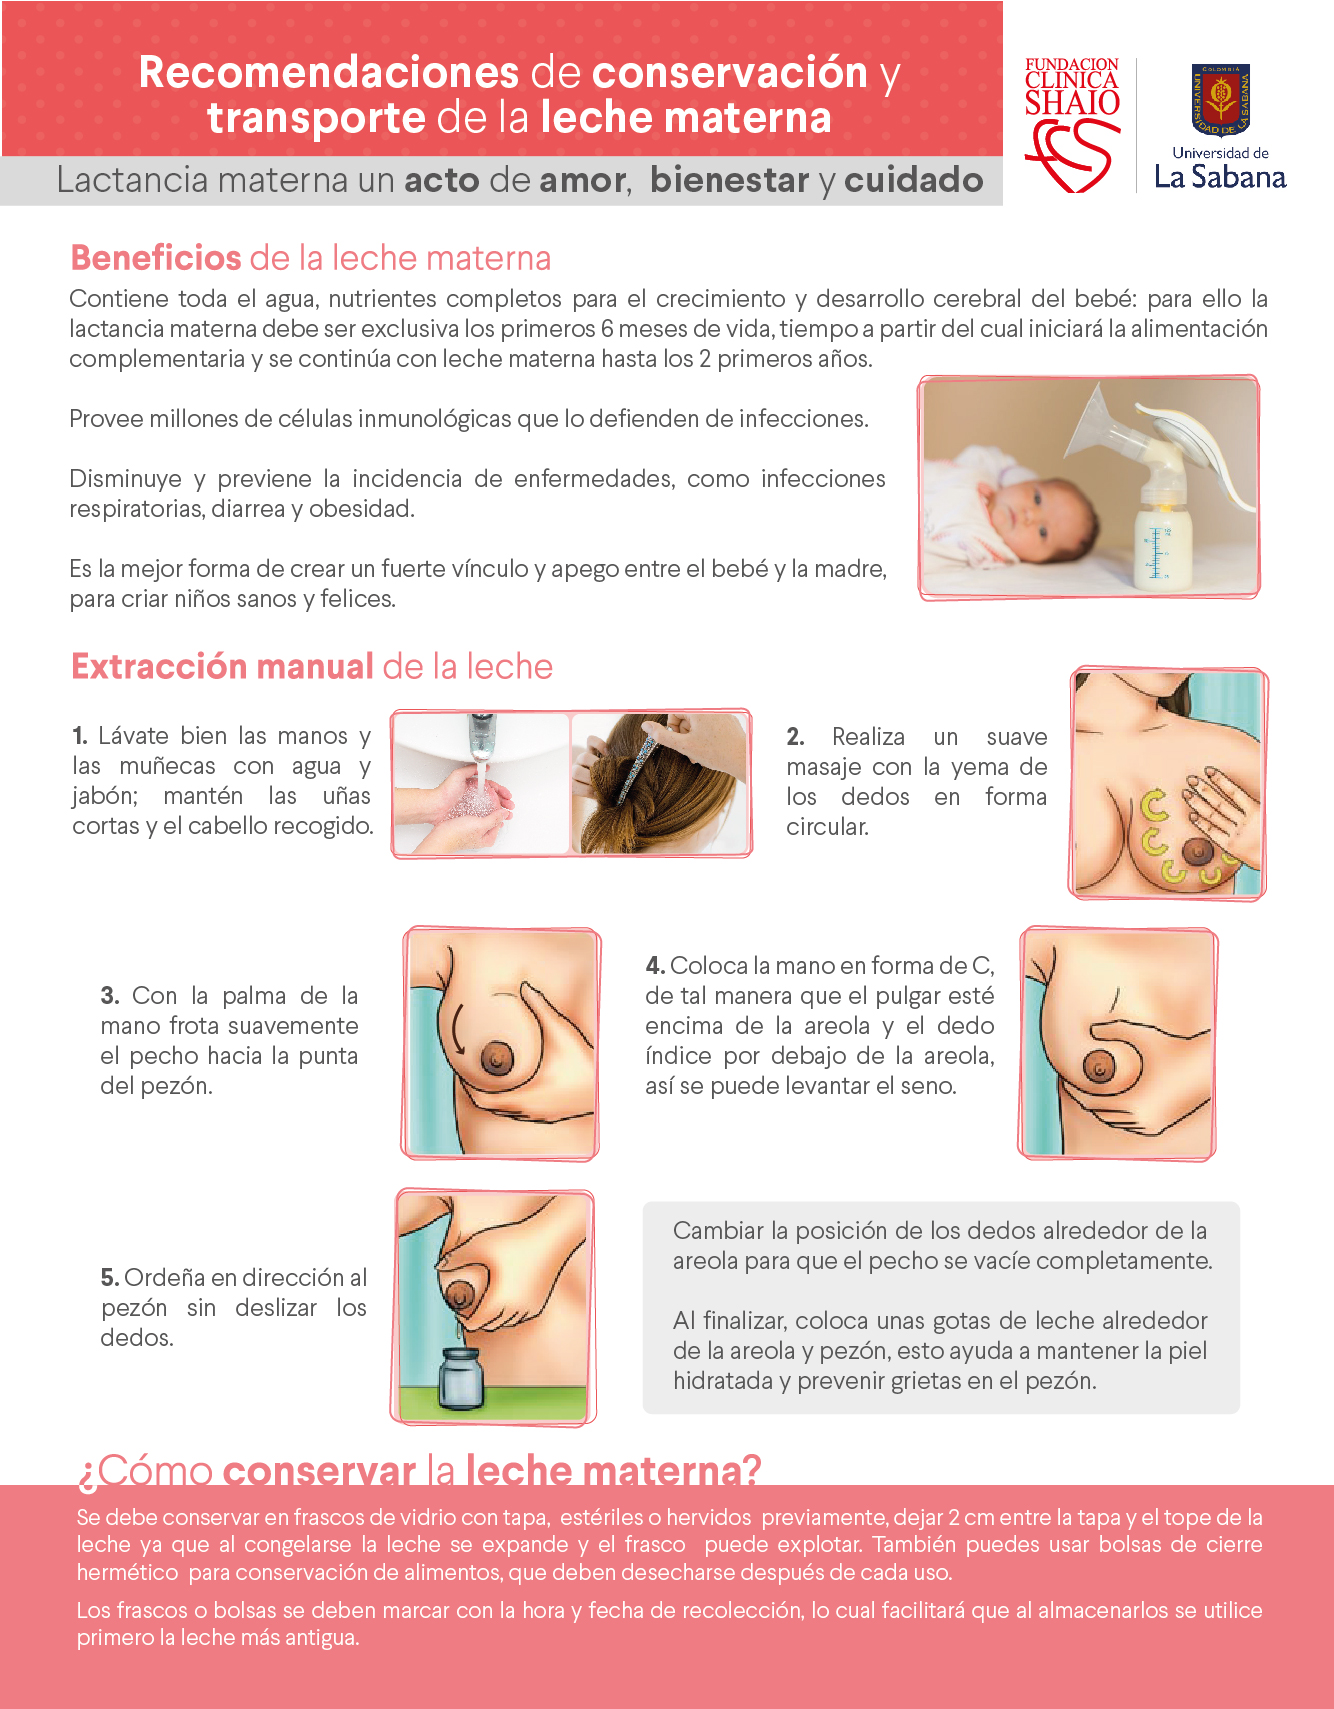 Recomendaciones de conservación y
transporte de la leche materna
Lactancia materna un acto de amor, bienestar y cuidado
FUNDACION
CLINICA
SHAIO
COLOMBIA
UNIVERSIDAD DE LA SABANA
Universidad de
La Sabana
Beneficios de la leche materna
Contiene toda el agua, nutrientes completos para el crecimiento y desarrollo cerebral del bebé: para ello la
lactancia materna debe ser exclusiva los primeros 6 meses de vida, tiempo a partir del cual iniciará la alimentación
complementaria y se continúa con leche materna hasta los 2 primeros años.
Provee millones de células inmunológicas que lo defienden de infecciones.
Disminuye y previene la incidencia de enfermedades, como infecciones
respiratorias, diarrea y obesidad.
Es la mejor forma de crear un fuerte vínculo y apego entre el bebé y la madre,
para criar niños sanos y felices.
Extracción manual de la leche
1. Lávate bien las manos y
las muñecas con agua y
jabón; mantén las uñas
cortas y el cabello recogido.
2. Realiza un suave
masaje con la yema de
los dedos en forma
circular.
3. Con la palma de la
mano frota suavemente
el pecho hacia la punta
del pezón.
4. Coloca la mano en forma de C,
de tal manera que el pulgar esté
encima de la areola y el dedo
índice por debajo de la areola,
así se puede levantar el seno.
5. Ordeña en dirección al
pezón sin deslizar los
dedos.
Cambiar la posición de los dedos alrededor de la
areola para que el pecho se vacíe completamente.
Al finalizar, coloca unas gotas de leche alrededor
de la areola y pezón, esto ayuda a mantener la piel
hidratada y prevenir grietas en el pezón.
¿Cómo conservar la leche materna?
Se debe conservar en frascos de vidrio con tapa, estériles o hervidos previamente, dejar 2 cm entre la tapa y el tope de la
leche ya que al congelarse la leche se expande y el frasco puede explotar. También puedes usar bolsas de cierre
hermético para conservación de alimentos, que deben desecharse después de cada uso.
Los frascos o bolsas se deben marcar con la hora y fecha de recolección, lo cual facilitará que al almacenarlos se utilice
primero la leche más antigua.